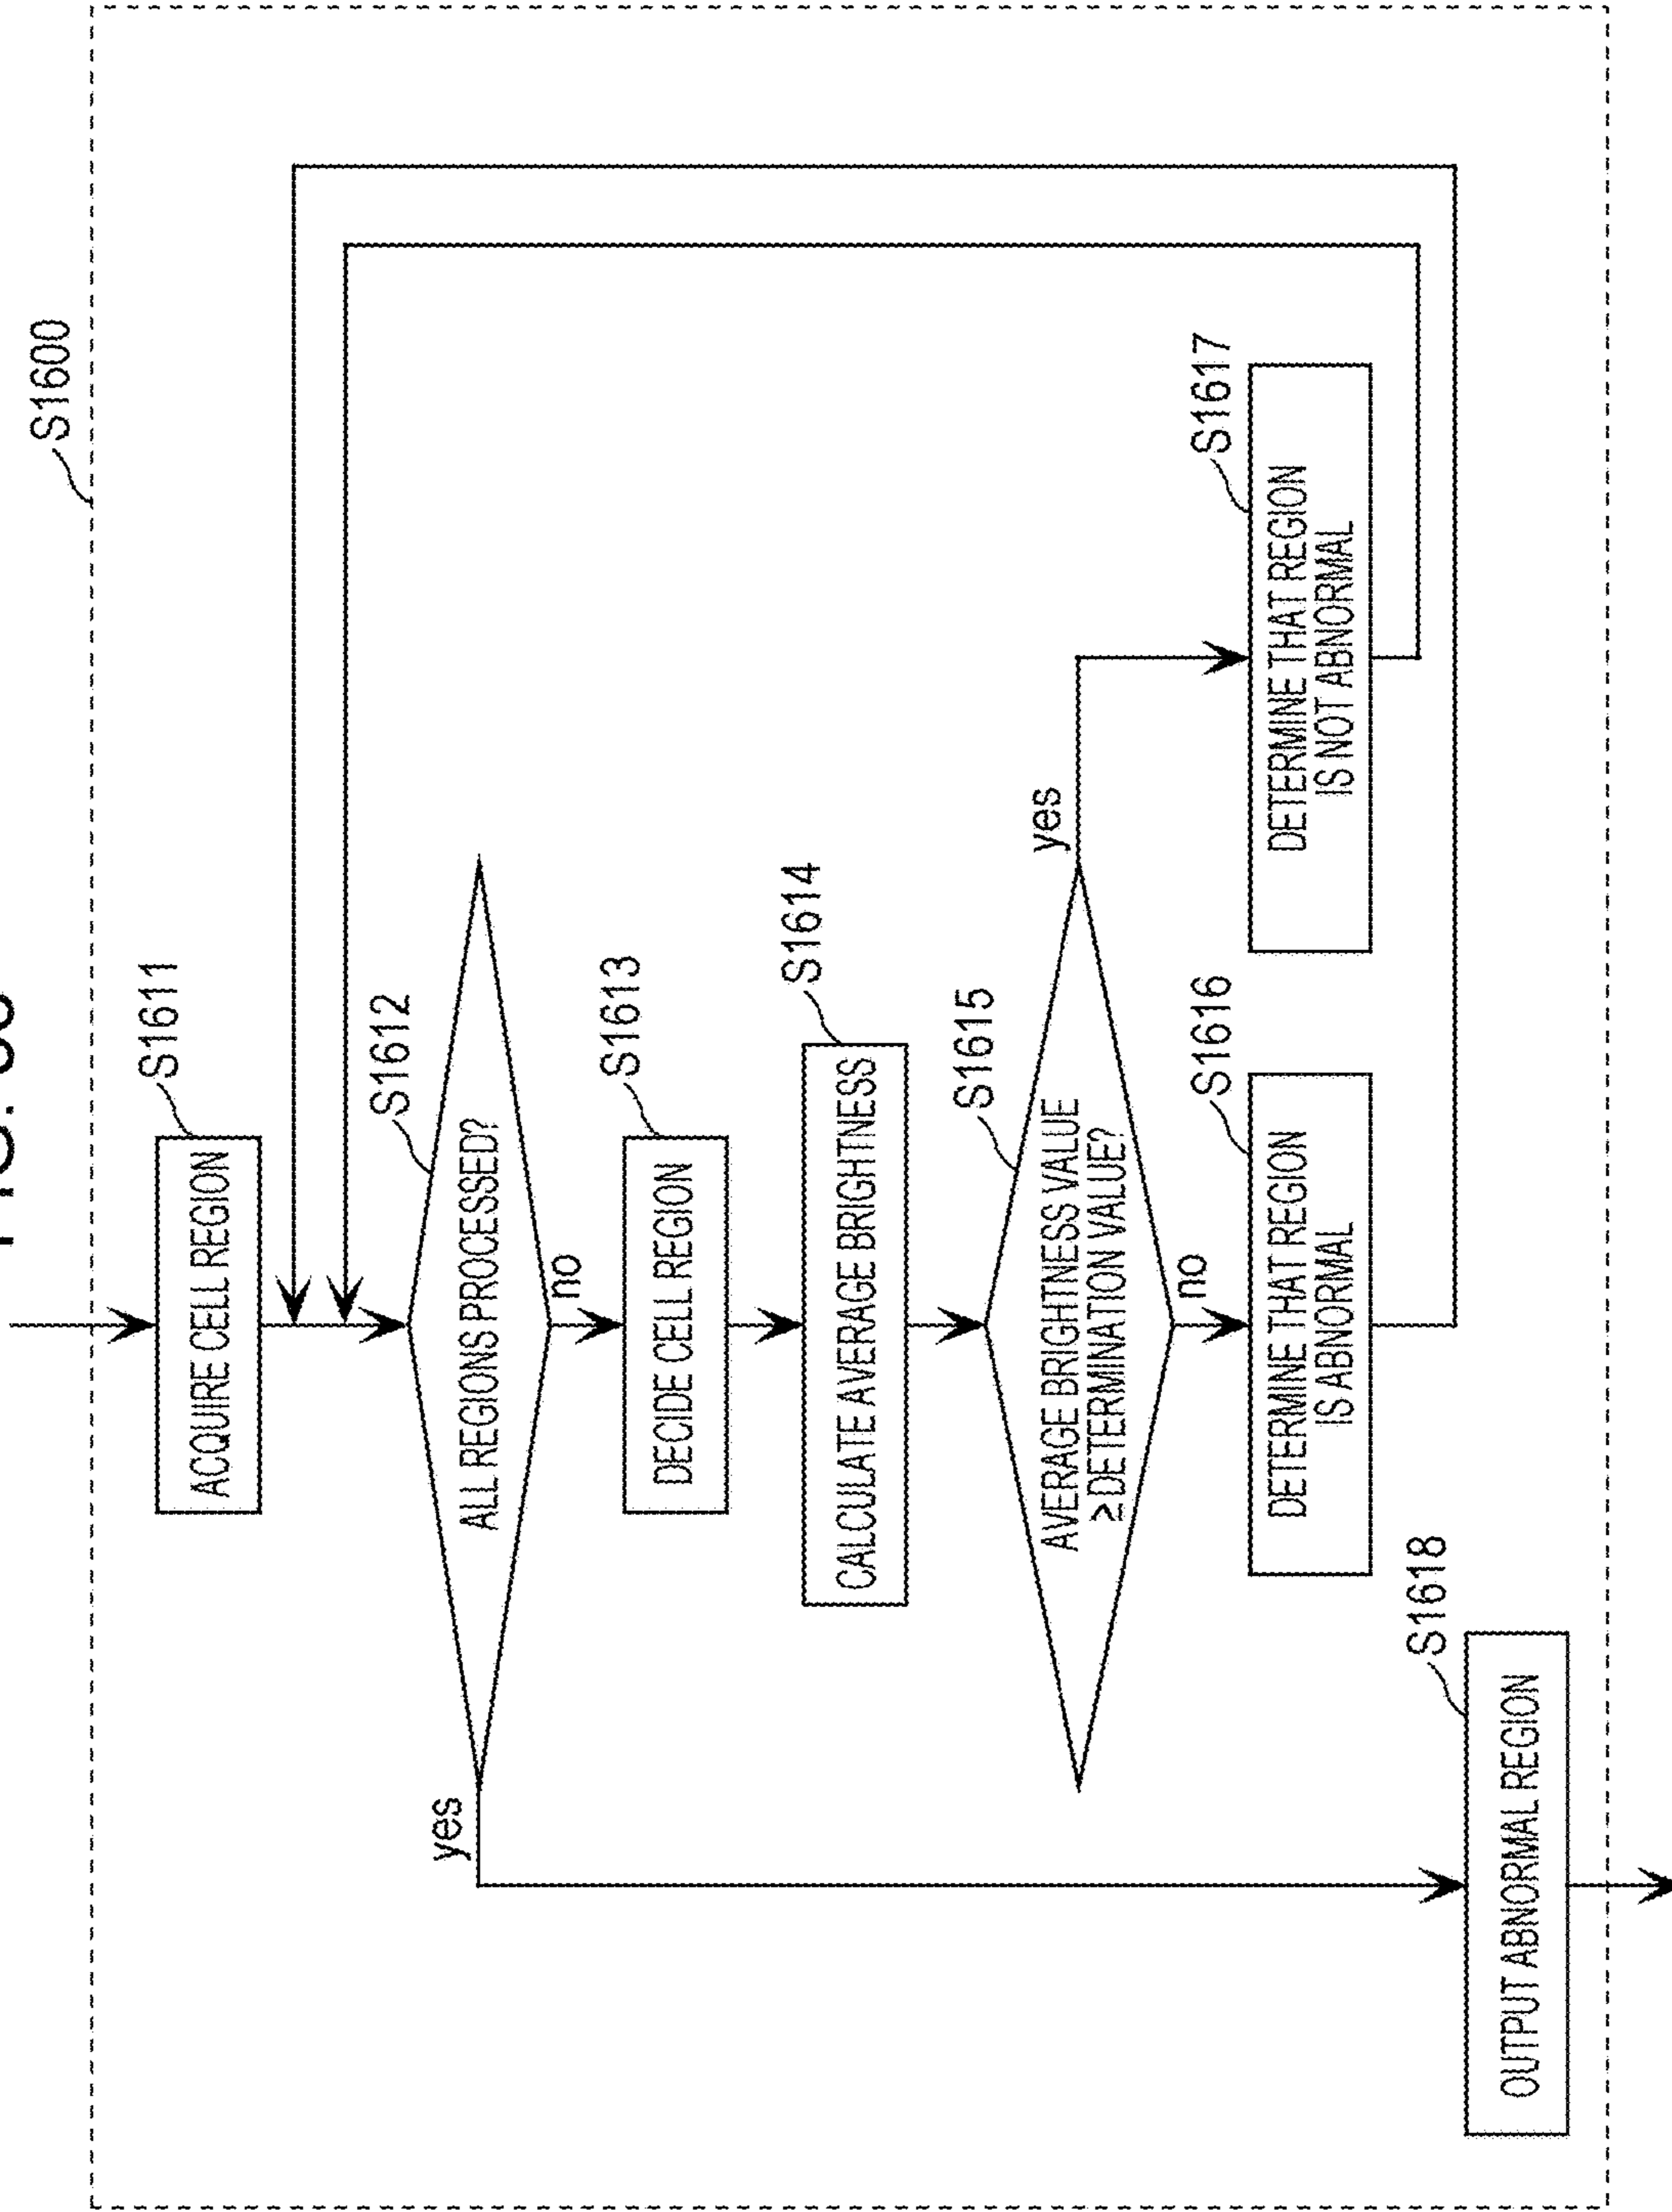 S1600
S1611
ACQUIRE CELL REGION
S1612
ALL REGIONS PROCESSED?
yes
no
S1613
DECIDE CELL REGION
S1614
CALCULATE AVERAGE BRIGHTNESS
S1615
AVERAGE BRIGHTNESS VALUE
≥DETERMINATION VALUE?
yes
no
S1616
DETERMINE THAT REGION
IS ABNORMAL
S1617
DETERMINE THAT REGION
IS NOT ABNORMAL
S1618
OUTPUT ABNORMAL REGION